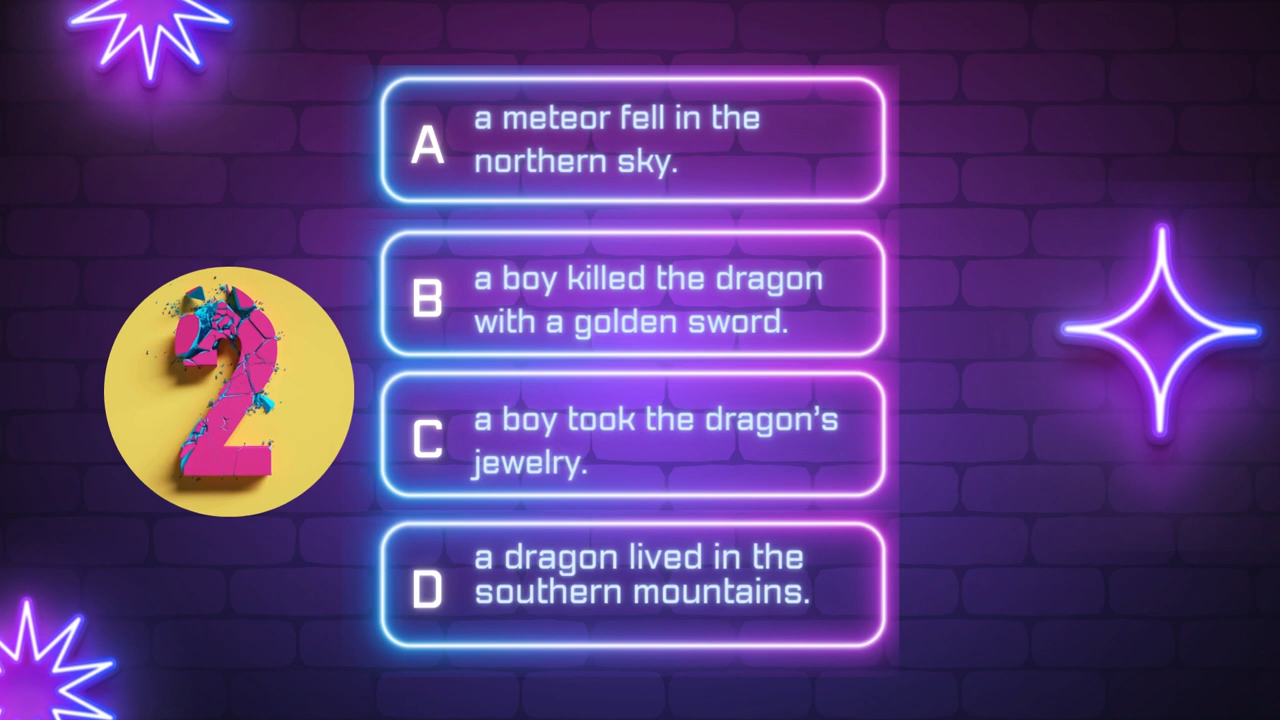 2
A
a meteor fell in the
northern sky.
B
a boy killed the dragon
with a golden sword.
C
a boy took the dragon's
jewelry.
D
a dragon lived in the
southern mountains.